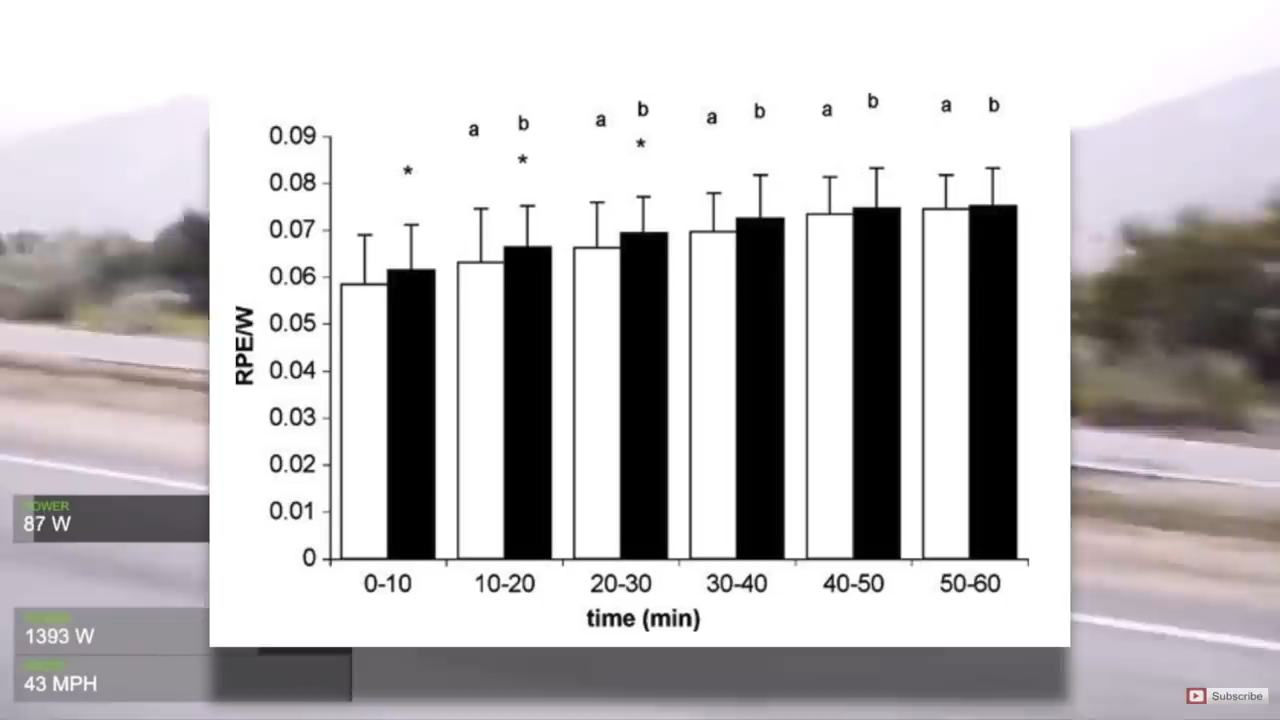 a b a b a b a b a b
* * *
0.09
0.08
0.07
0.06
0.05
0.04
0.03
0.02
0.01
0
RPE/W
0-10 10-20 20-30 30-40 40-50 50-60
time (min)
87 W
1393 W
43 MPH
Subscribe